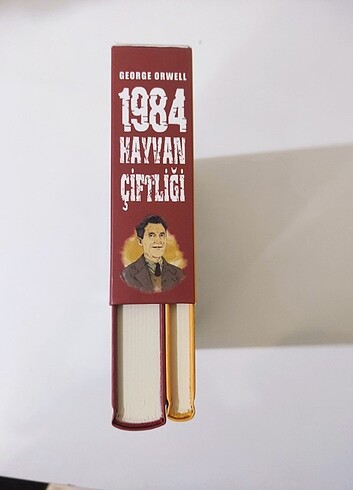 GEORGE ORWELL
1984
HAYVAN
ÇİFTLİĞİ